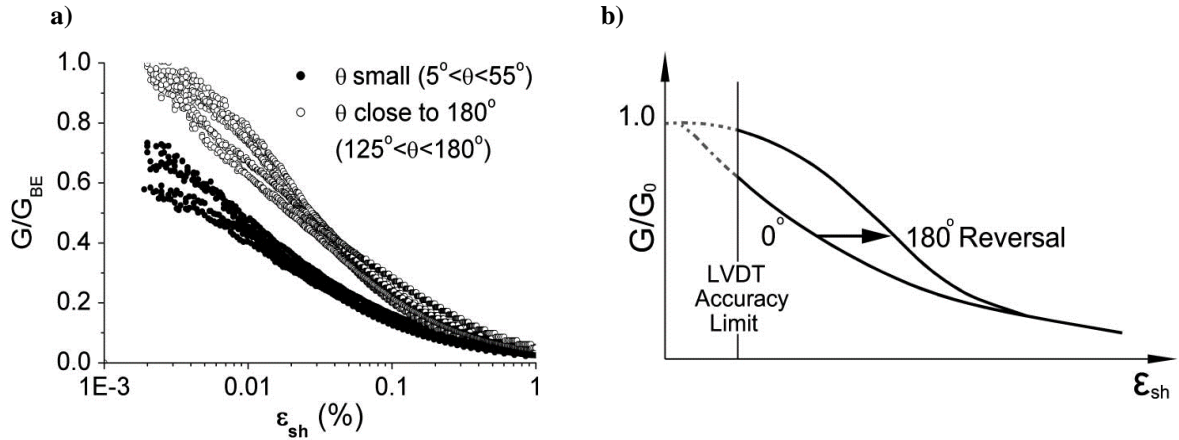 a)
1.0
0.8
0.6
0.4
0.2
0.0
G/G_BE
1E-3
0.01
0.1
1
ε_sh (%)
● θ small (5°<θ<55°)
○ θ close to 180°
(125°<θ<180°)
b)
1.0
G/G₀
0°
180° Reversal
LVDT
Accuracy
Limit
ε_sh